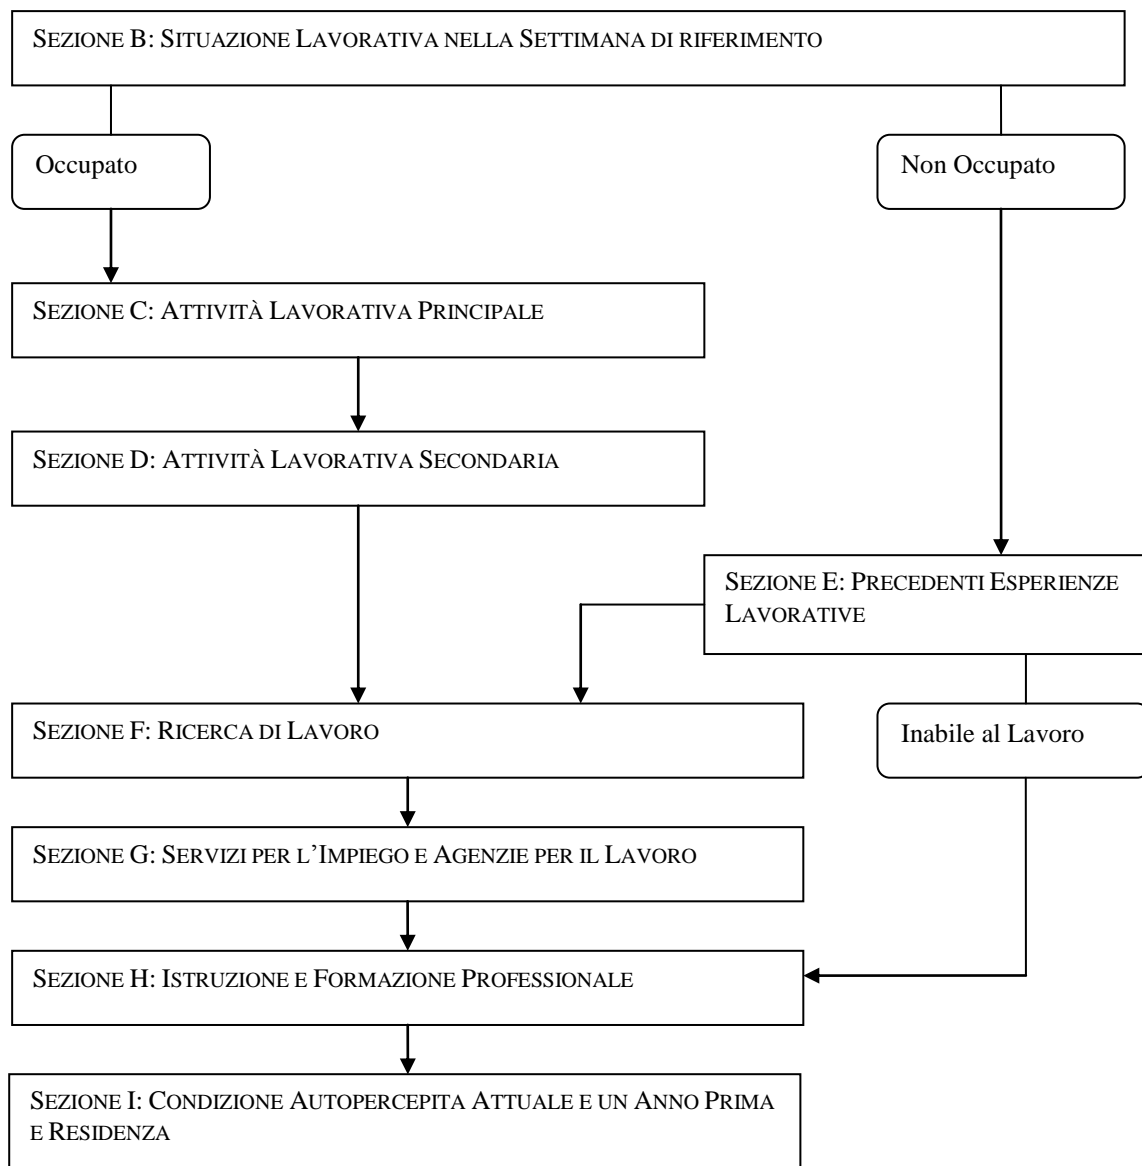 SEZIONE B: SITUAZIONE LAVORATIVA NELLA SETTIMANA DI RIFERIMENTO
Occupato
Non Occupato
SEZIONE C: ATTIVITÀ LAVORATIVA PRINCIPALE
SEZIONE D: ATTIVITÀ LAVORATIVA SECONDARIA
SEZIONE E: PRECEDENTI ESPERIENZE
LAVORATIVE
SEZIONE F: RICERCA DI LAVORO
Inabile al Lavoro
SEZIONE G: SERVIZI PER L'IMPIEGO E AGENZIE PER IL LAVORO
SEZIONE H: ISTRUZIONE E FORMAZIONE PROFESSIONALE
SEZIONE I: CONDIZIONE AUTOPERCEPITA ATTUALE E UN ANNO PRIMA
E RESIDENZA